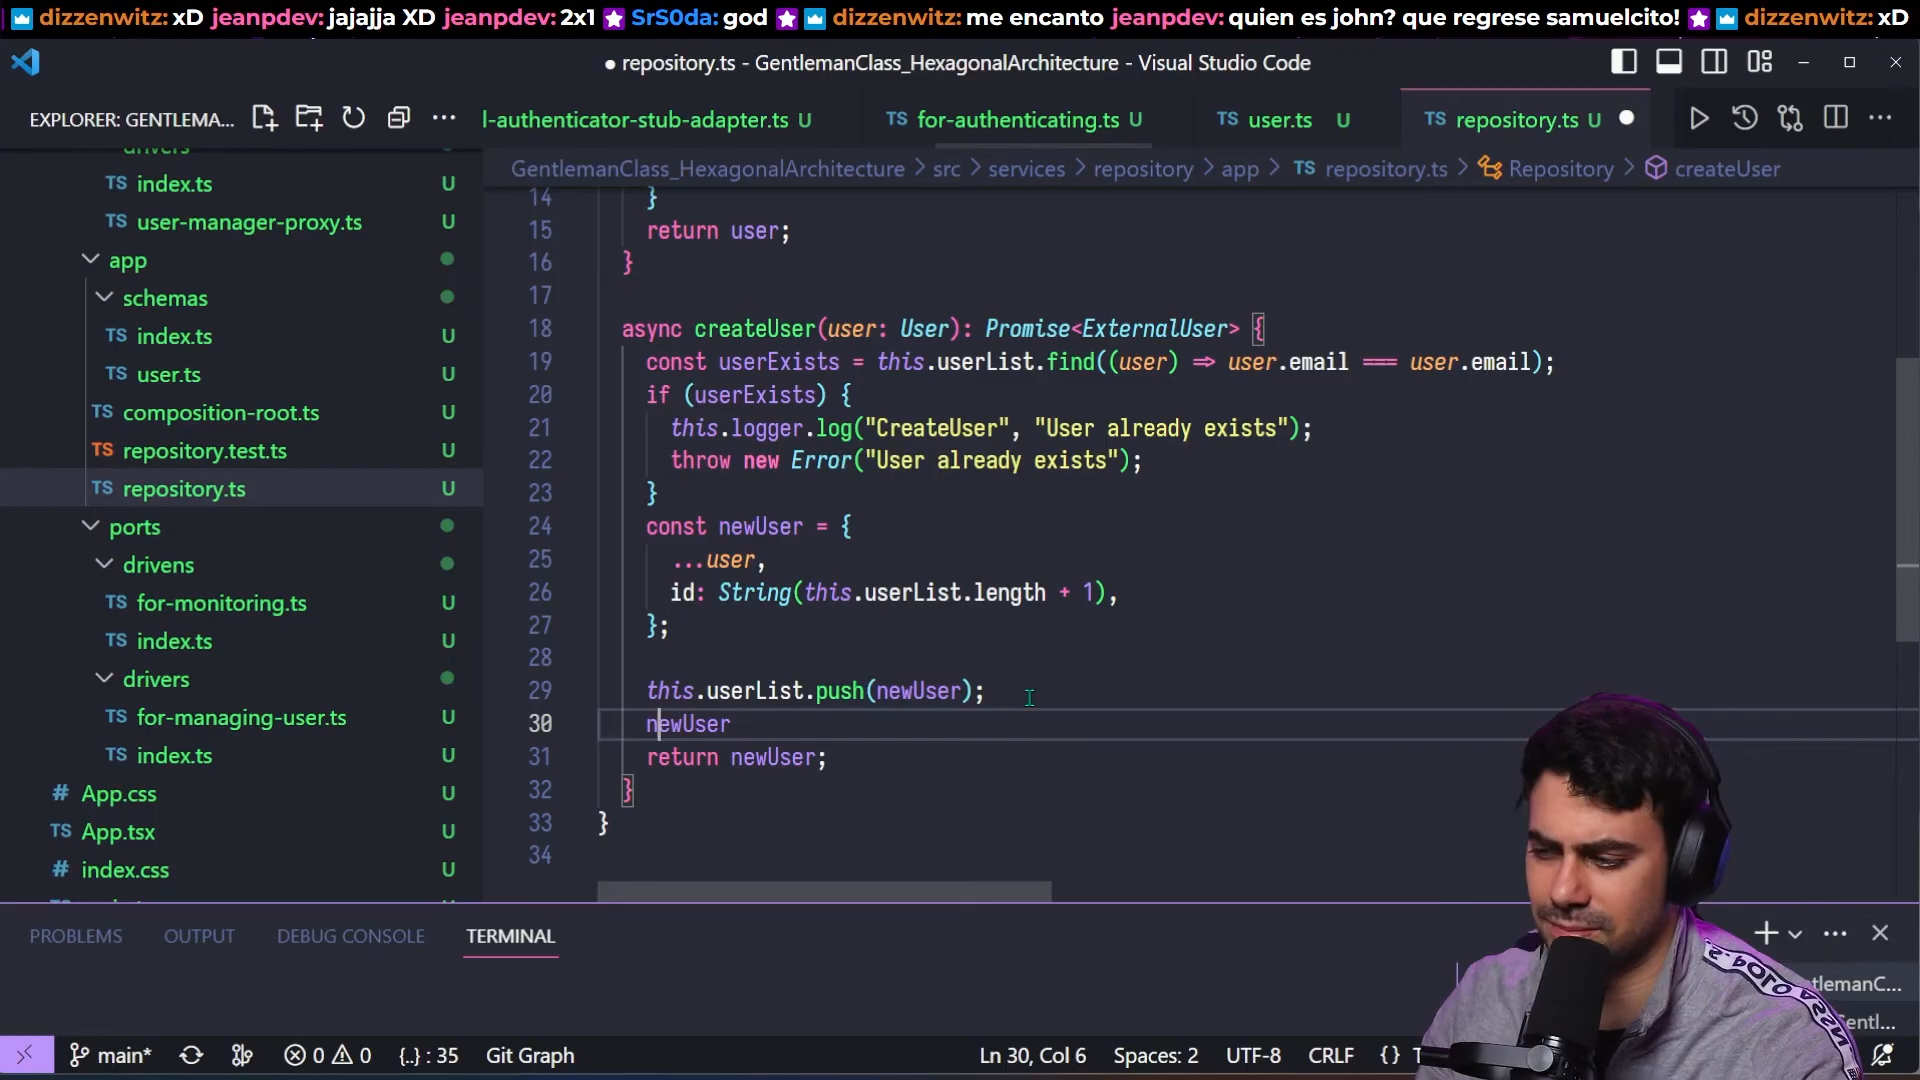 dizzenwitz: xD jeanpdev: jajajja XD jeanpdev: 2x1 SrS0da: god dizzenwitz: me encanto jeanpdev: quien es john? que regrese samuelcito! dizzenwitz: xD
● repository.ts - GentlemanClass_HexagonalArchitecture - Visual Studio Code
EXPLORER: GENTLEMA...
l-authenticator-stub-adapter.ts U
TS for-authenticating.ts U
TS user.ts U
TS repository.ts U
GentlemanClass_HexagonalArchitecture > src > services > repository > app > TS repository.ts > Repository > createUser
drivers
TS index.ts U
TS user-manager-proxy.ts U
app
schemas
TS index.ts U
TS user.ts U
TS composition-root.ts U
TS repository.test.ts U
TS repository.ts U
ports
drivens
TS for-monitoring.ts U
TS index.ts U
drivers
TS for-managing-user.ts U
TS index.ts U
# App.css U
TS App.tsx U
# index.css U
14 }
15 return user;
16 }
17
18 async createUser(user: User): Promise<ExternalUser> {
19 const userExists = this.userList.find((user) => user.email === user.email);
20 if (userExists) {
21 this.logger.log("CreateUser", "User already exists");
22 throw new Error("User already exists");
23 }
24 const newUser = {
25 ...user,
26 id: String(this.userList.length + 1),
27 };
28
29 this.userList.push(newUser);
30 newUser
31 return newUser;
32 }
33 }
34
PROBLEMS OUTPUT DEBUG CONSOLE TERMINAL
tlemanC...
Gentl...
main* 0 0 {..} : 35 Git Graph Ln 30, Col 6 Spaces: 2 UTF-8 CRLF {}